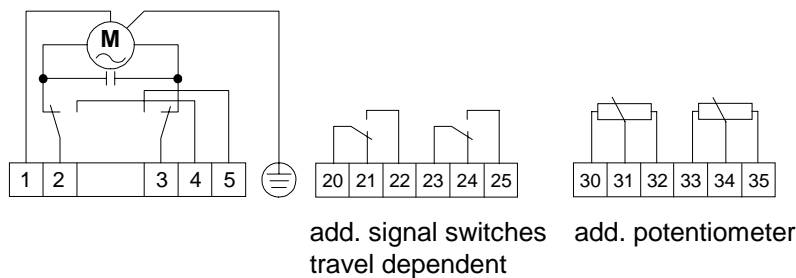 M
1 2 3 4 5
20 21 22 23 24 25
30 31 32 33 34 35
add. signal switches
travel dependent
add. potentiometer